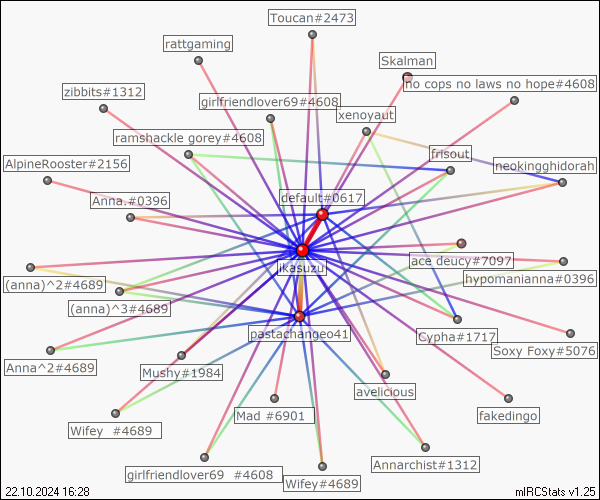 Toucan#2473
rattgaming
Skalman
no cops no laws no hope#4608
zibbits#1312
girlfriendlover69#4608
xenoyaut
ramshackle gorey#4608
frisout
AlpineRooster#2156
neokingghidorah
default#0617
Anna.#0396
ikasuzu
ace deucy#7097
hypomanianna#0396
(anna)^2#4689
(anna)^3#4689
pastachangeo41
Cypha#1717
Soxy Foxy#5076
Anna^2#4689
Mushy#1984
avelicious
Mad #6901
fakedingo
Wifey #4689
Annarchist#1312
girlfriendlover69 #4608
Wifey#4689
22.10.2024 16:28
mIRCStats v1.25